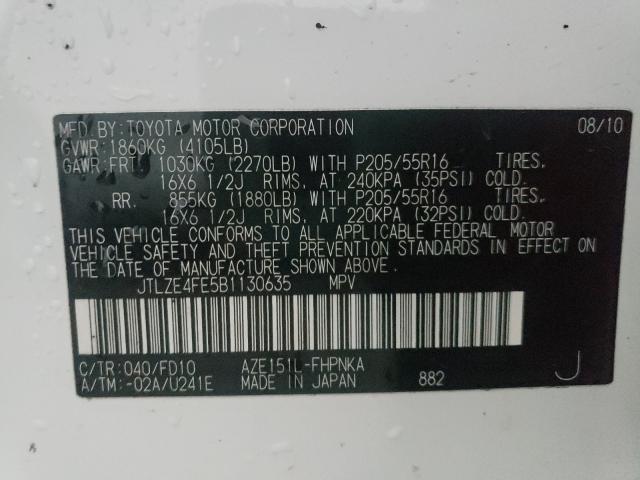 MFD BY: TOYOTA MOTOR CORPORATION 08/10
GVWR: 1860KG (4105LB)
GAWR: FRT 1030KG (2270LB) WITH P205/55R16 TIRES.
16X6 1/2J RIMS. AT 240KPA (35PSI) COLD.
RR. 855KG (1880LB) WITH P205/55R16 TIRES.
16X6 1/2J RIMS. AT 220KPA (32PSI) COLD.
THIS VEHICLE CONFORMS TO ALL APPLICABLE FEDERAL MOTOR
VEHICLE SAFETY AND THEFT PREVENTION STANDARDS IN EFFECT ON
THE DATE OF MANUFACTURE SHOWN ABOVE.
JTLZE4FE5B1130635 MPV
C/TR: 040/FD10 AZE151L-FHPNKA
A/TM: -02A/U241E MADE IN JAPAN 882 J